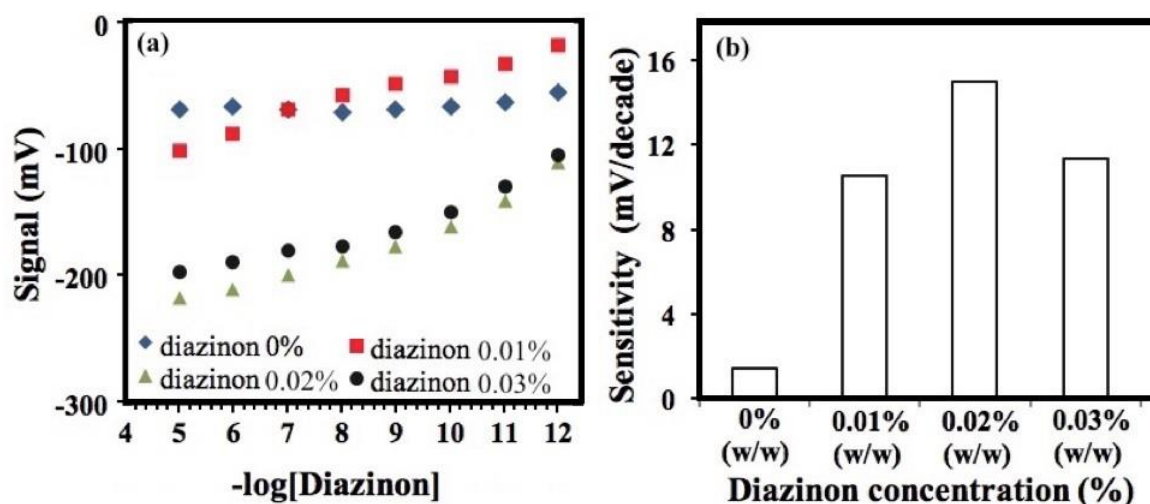 (a)
0
-100
-200
-300
Signal (mV)
diazinon 0% diazinon 0.01%
diazinon 0.02% diazinon 0.03%
4 5 6 7 8 9 10 11 12
-log[Diazinon]
(b)
16
12
8
4
0
Sensitivity (mV/decade)
0% 0.01% 0.02% 0.03%
(w/w) (w/w) (w/w) (w/w)
Diazinon concentration (%)